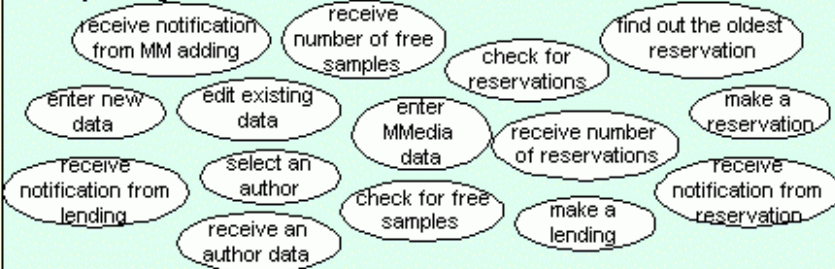 receive notification
from MM adding
receive
number of free
samples
check for
reservations
find out the oldest
reservation
enter new
data
edit existing
data
enter
MMedia
data
receive number
of reservations
make a
reservation
receive
notification from
lending
select an
author
check for free
samples
make a
lending
receive
notification from
reservation
receive an
author data